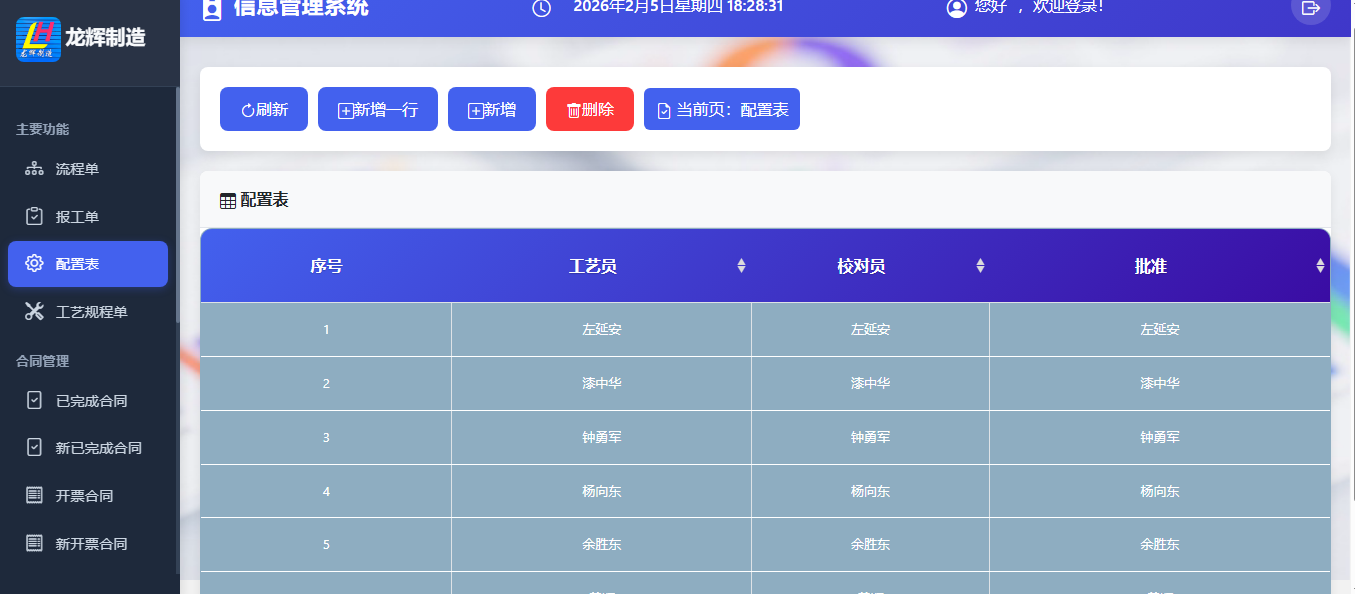 LH
龙辉制造
龙辉制造
信息管理系统
2026年2月5日星期四 18:28:31
您好 ，欢迎登录!
主要功能
流程单
报工单
配置表
工艺规程单
合同管理
已完成合同
新已完成合同
开票合同
新开票合同
刷新 新增一行 新增 删除 当前页：配置表
配置表
序号 工艺员 校对员 批准
1 左延安 左延安 左延安
2 漆中华 漆中华 漆中华
3 钟勇军 钟勇军 钟勇军
4 杨向东 杨向东 杨向东
5 余胜东 余胜东 余胜东